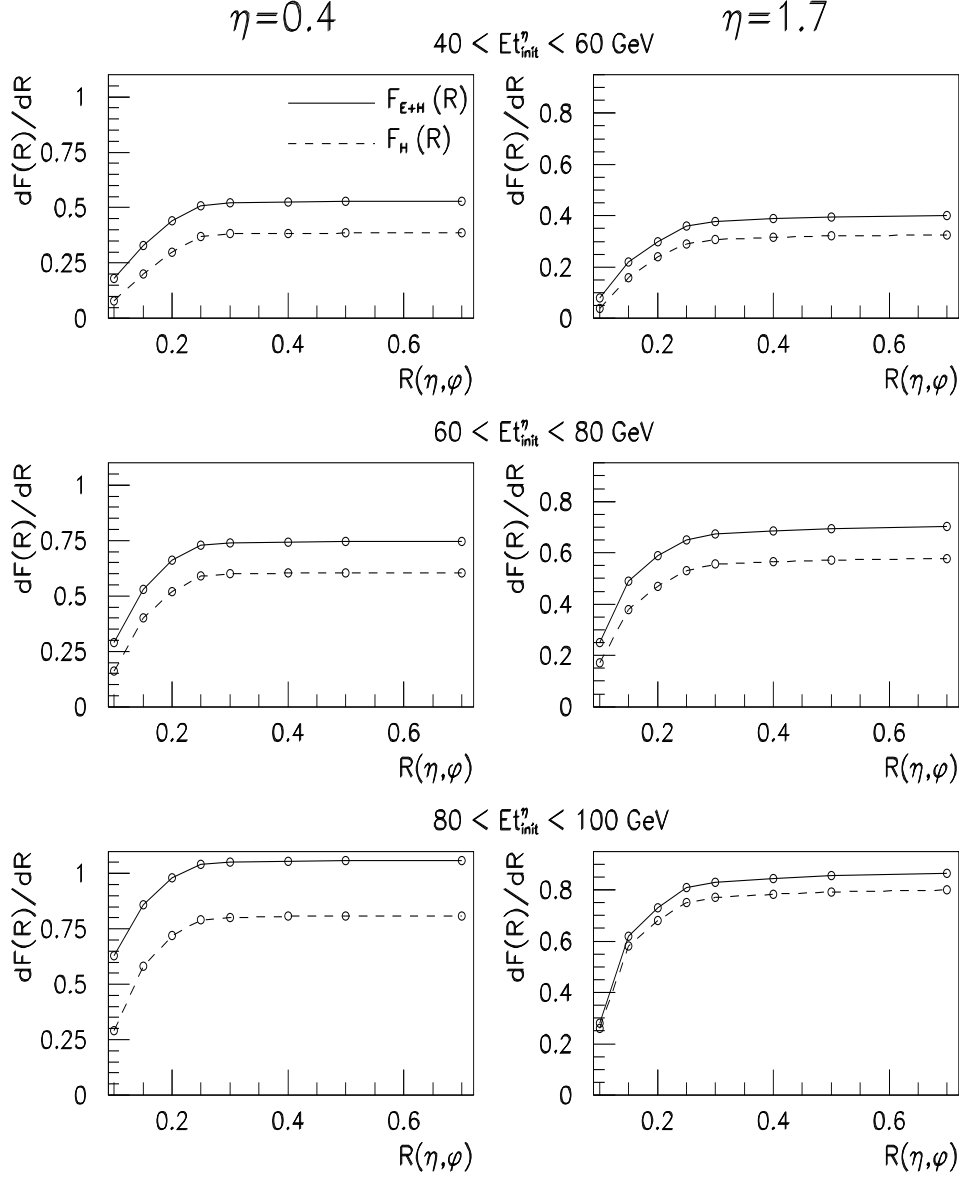 η=0.4 η=1.7
40 < Et^η_init < 60 GeV
dF(R)/dR
1
0.75
0.5
0.25
0
F_E+H (R)
F_H (R)
0.2 0.4 0.6
R(η,φ)
dF(R)/dR
0.8
0.6
0.4
0.2
0
0.2 0.4 0.6
R(η,φ)
60 < Et^η_init < 80 GeV
dF(R)/dR
1
0.75
0.5
0.25
0
0.2 0.4 0.6
R(η,φ)
dF(R)/dR
0.8
0.6
0.4
0.2
0
0.2 0.4 0.6
R(η,φ)
80 < Et^η_init < 100 GeV
dF(R)/dR
1
0.75
0.5
0.25
0
0.2 0.4 0.6
R(η,φ)
dF(R)/dR
0.8
0.6
0.4
0.2
0
0.2 0.4 0.6
R(η,φ)